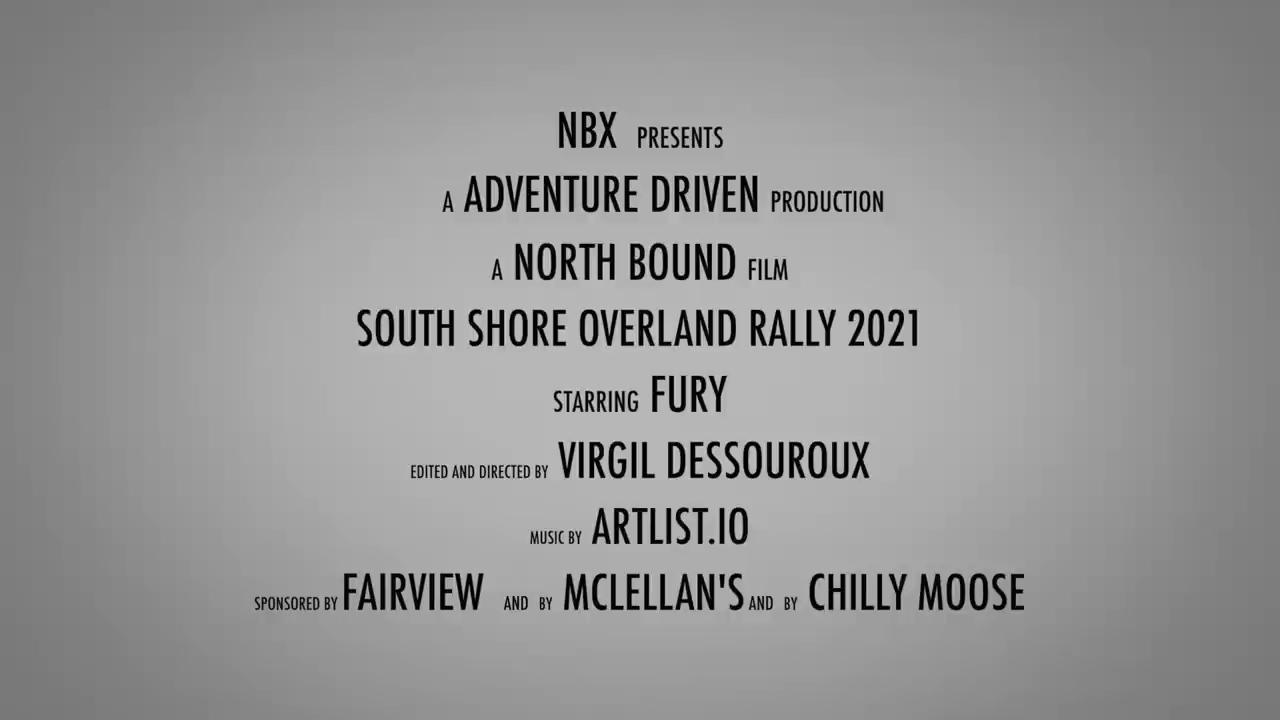 NBX PRESENTS
A ADVENTURE DRIVEN PRODUCTION
A NORTH BOUND FILM
SOUTH SHORE OVERLAND RALLY 2021
STARRING FURY
EDITED AND DIRECTED BY VIRGIL DESSOUROUX
MUSIC BY ARTLIST.IO
SPONSORED BY FAIRVIEW AND BY MCLELLAN'S AND BY CHILLY MOOSE